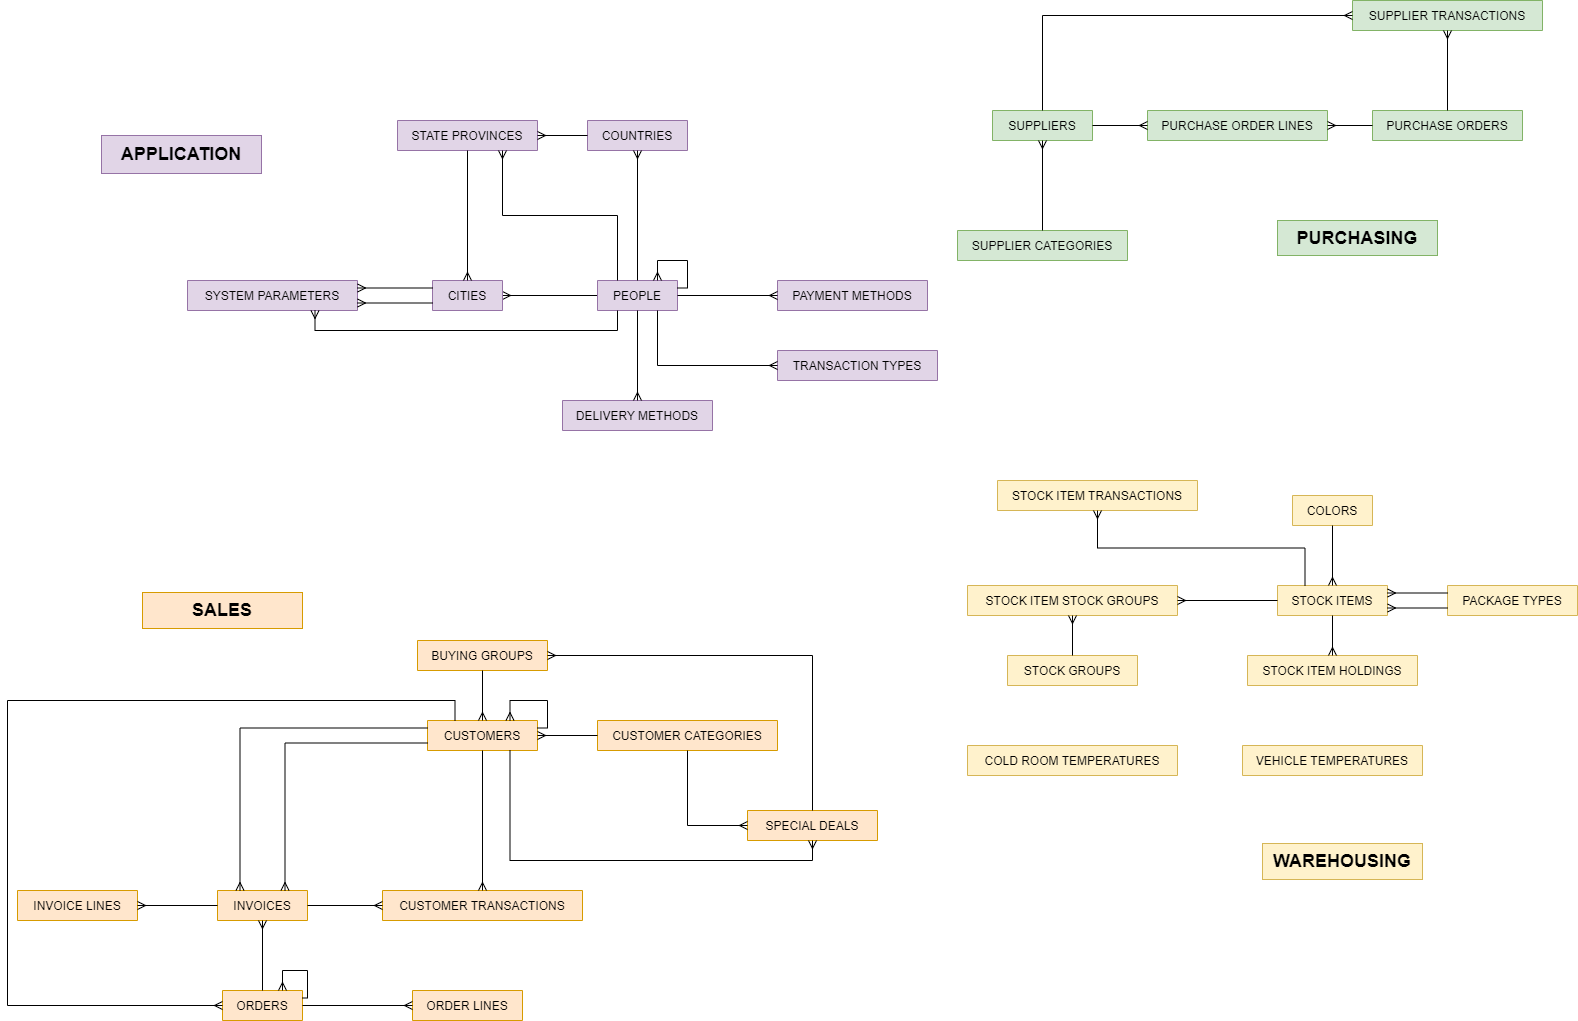 SUPPLIER TRANSACTIONS
SUPPLIERS
PURCHASE ORDER LINES
PURCHASE ORDERS
STATE PROVINCES
COUNTRIES
APPLICATION
PURCHASING
SUPPLIER CATEGORIES
SYSTEM PARAMETERS
CITIES
PEOPLE
PAYMENT METHODS
TRANSACTION TYPES
DELIVERY METHODS
STOCK ITEM TRANSACTIONS
COLORS
STOCK ITEM STOCK GROUPS
STOCK ITEMS
PACKAGE TYPES
STOCK GROUPS
STOCK ITEM HOLDINGS
SALES
BUYING GROUPS
CUSTOMERS
CUSTOMER CATEGORIES
COLD ROOM TEMPERATURES
VEHICLE TEMPERATURES
SPECIAL DEALS
WAREHOUSING
INVOICE LINES
INVOICES
CUSTOMER TRANSACTIONS
ORDERS
ORDER LINES